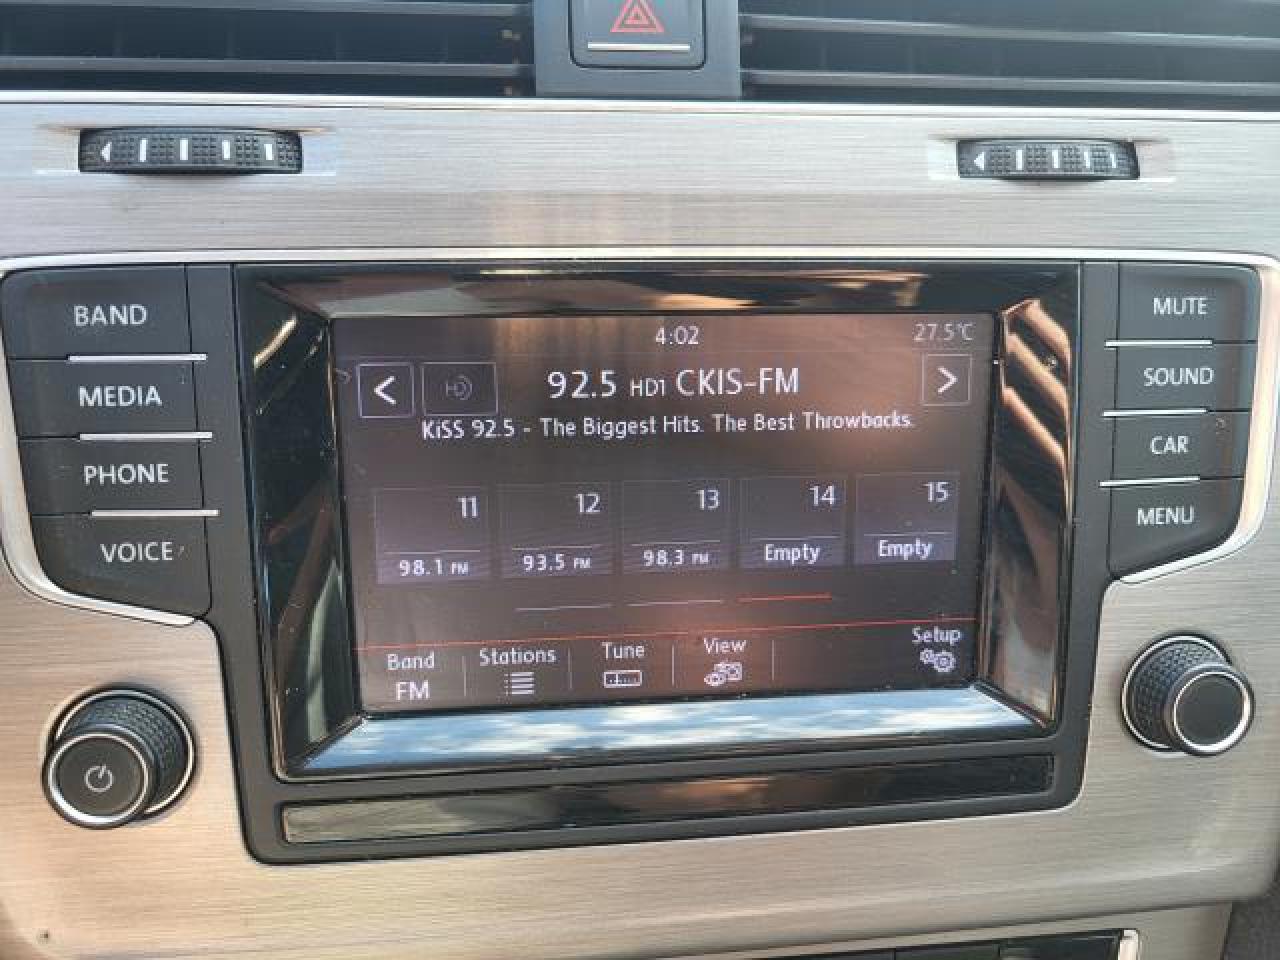 BAND
MEDIA
PHONE
VOICE
4:02
27.5°C
<
HD
92.5 HD1 CKIS-FM
>
KiSS 92.5 - The Biggest Hits. The Best Throwbacks.
11
12
13
14
15
98.1 FM
93.5 FM
98.3 FM
Empty
Empty
Band
FM
Stations
Tune
View
Setup
MUTE
SOUND
CAR
MENU